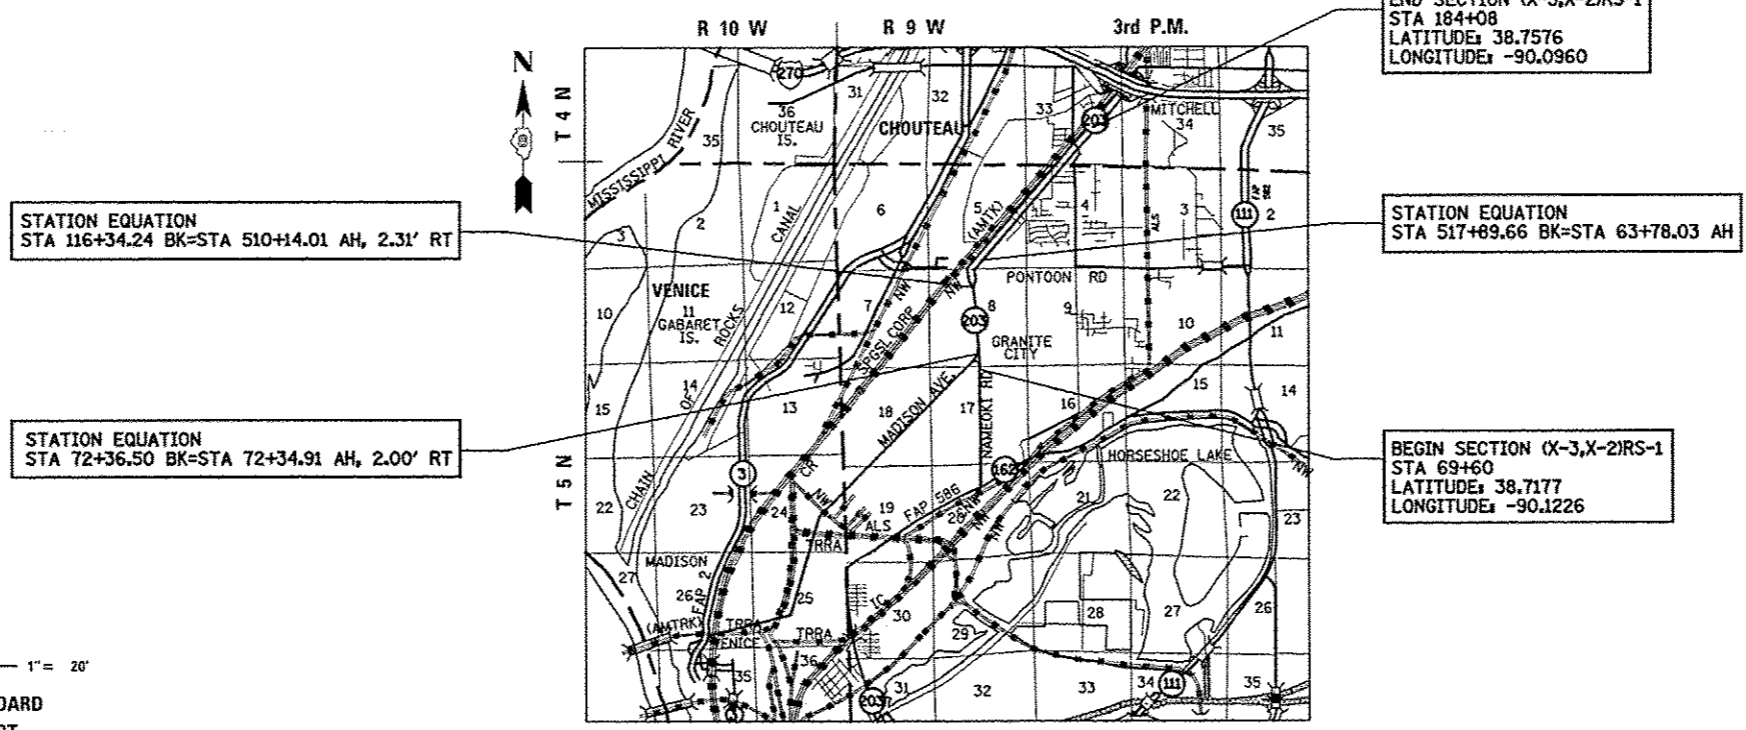 R 10 W
R 9 W
3rd P.M.
END SECTION (X-3,X-2)RS-1
STA 184+08
LATITUDE: 38.7576
LONGITUDE: -90.0960
N
T 4 N
270
31
32
33
36
CHOUTEAU
IS.
CHOUTEAU
203
MITCHELL
34
35
35
MISSISSIPPI RIVER
STATION EQUATION
STA 116+34.24 BK=STA 510+14.01 AH, 2.31' RT
STATION EQUATION
STA 517+89.66 BK=STA 63+78.03 AH
3
2
1
CANAL
6
5
(AMTK)
4
3
ALS
111
2
PONTOON RD
VENICE
11
GABARET
IS.
10
12
7
NW
NW
8
9
10
11
203
GRANITE
CITY
ROCKS
SPGSL CORP
OF
14
15
13
18
MADISON AVE.
17
NAMEOKI RD
16
15
14
STATION EQUATION
STA 72+36.50 BK=STA 72+34.91 AH, 2.00' RT
BEGIN SECTION (X-3,X-2)RS-1
STA 69+60
LATITUDE: 38.7177
LONGITUDE: -90.1226
T 5 N
CHAIN
3
CR
162
HORSESHOE LAKE
NW
22
23
24
NW
19
ALS
FAP 586
NW
NW
21
22
23
TRRA
MADISON
27
26
FAP 2
25
IC
30
29
28
27
26
(AMTRK)
TRRA
VENICE
TRRA
36
35
3
203
31
32
33
34
111
35
1"= 20'